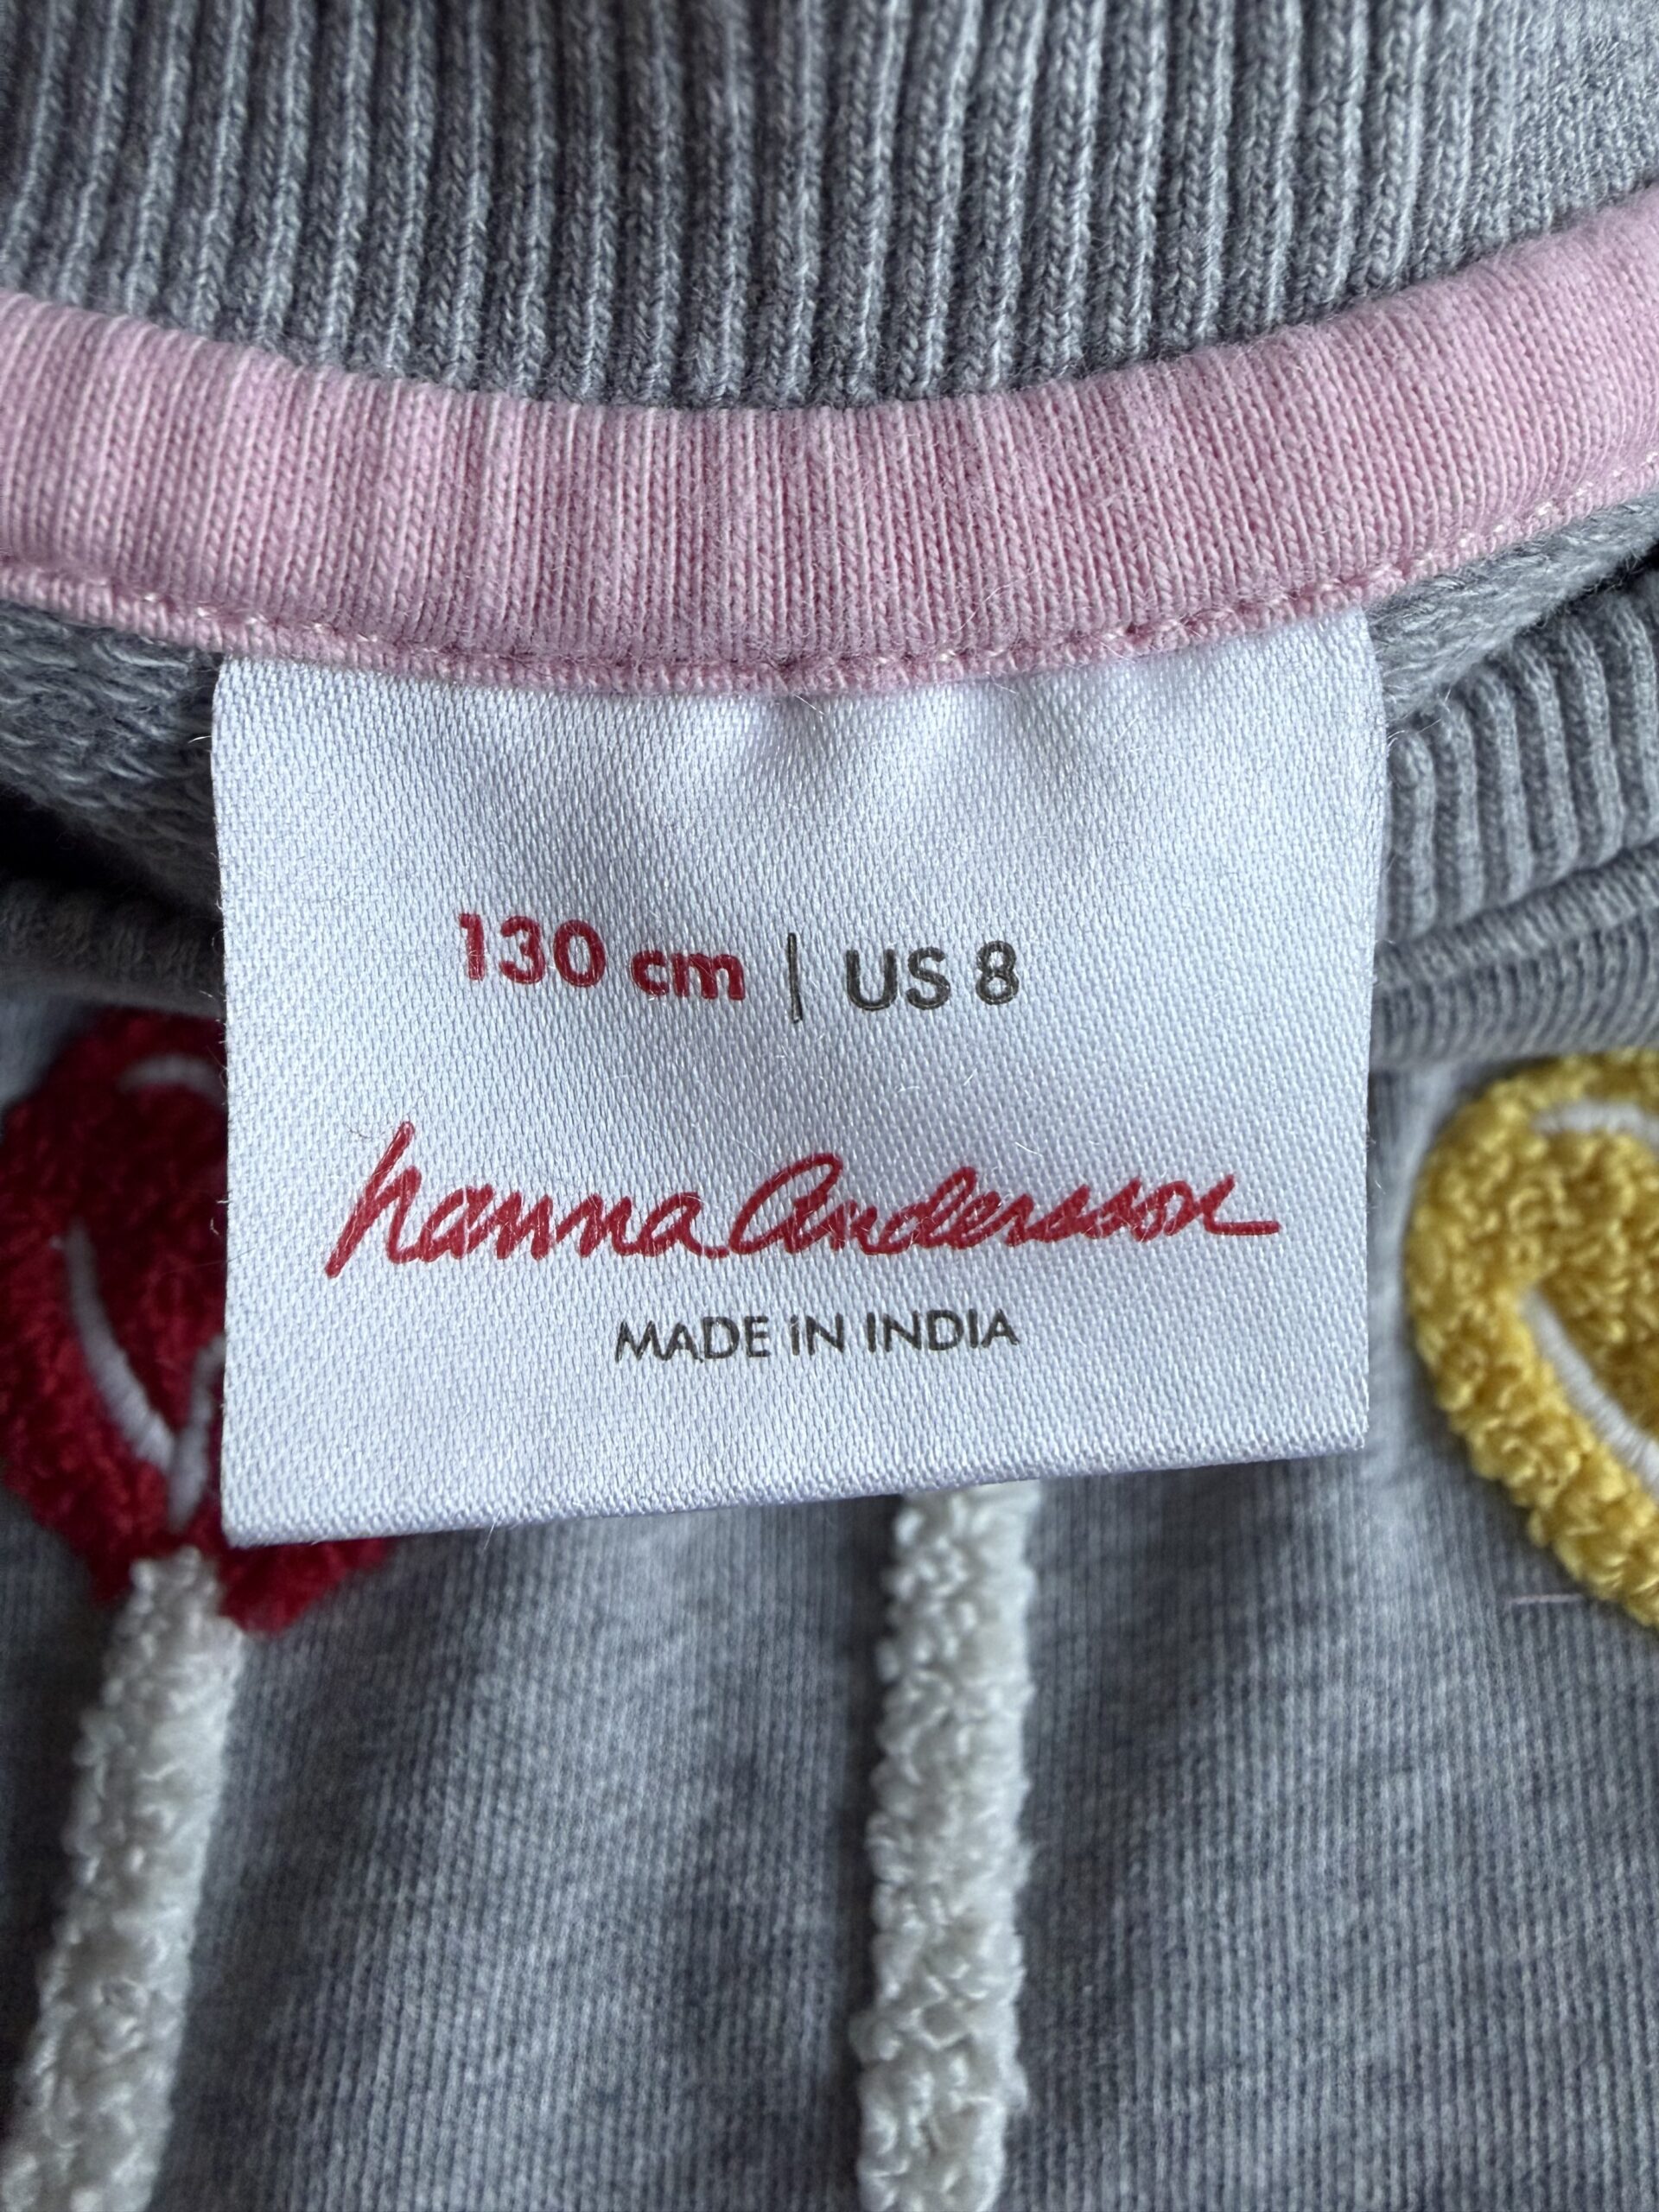 130 cm | US 8
hanna Andersson
MADE IN INDIA